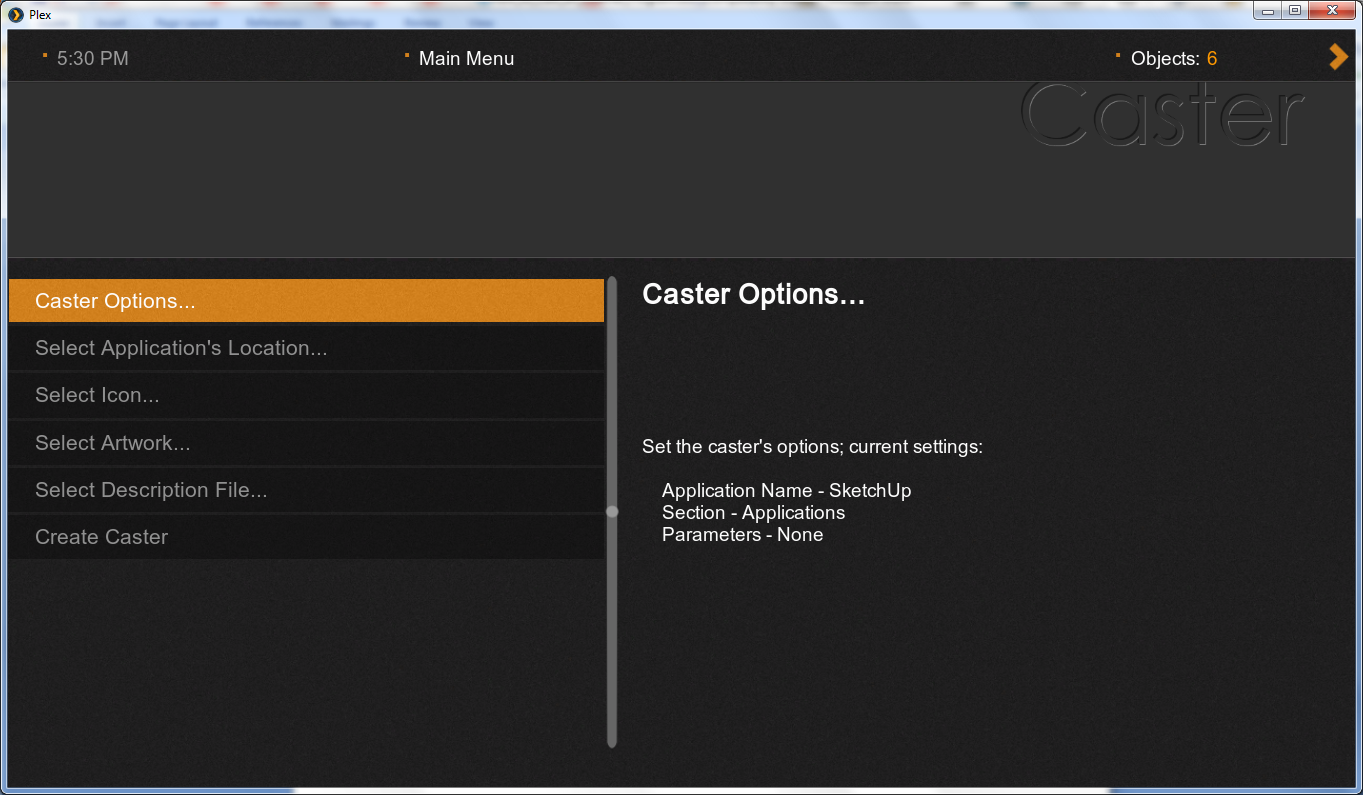 Plex
5:30 PM
Main Menu
Objects: 6
Caster
Caster Options...
Select Application's Location...
Select Icon...
Select Artwork...
Select Description File...
Create Caster
Caster Options...
Set the caster's options; current settings:
Application Name - SketchUp
Section - Applications
Parameters - None